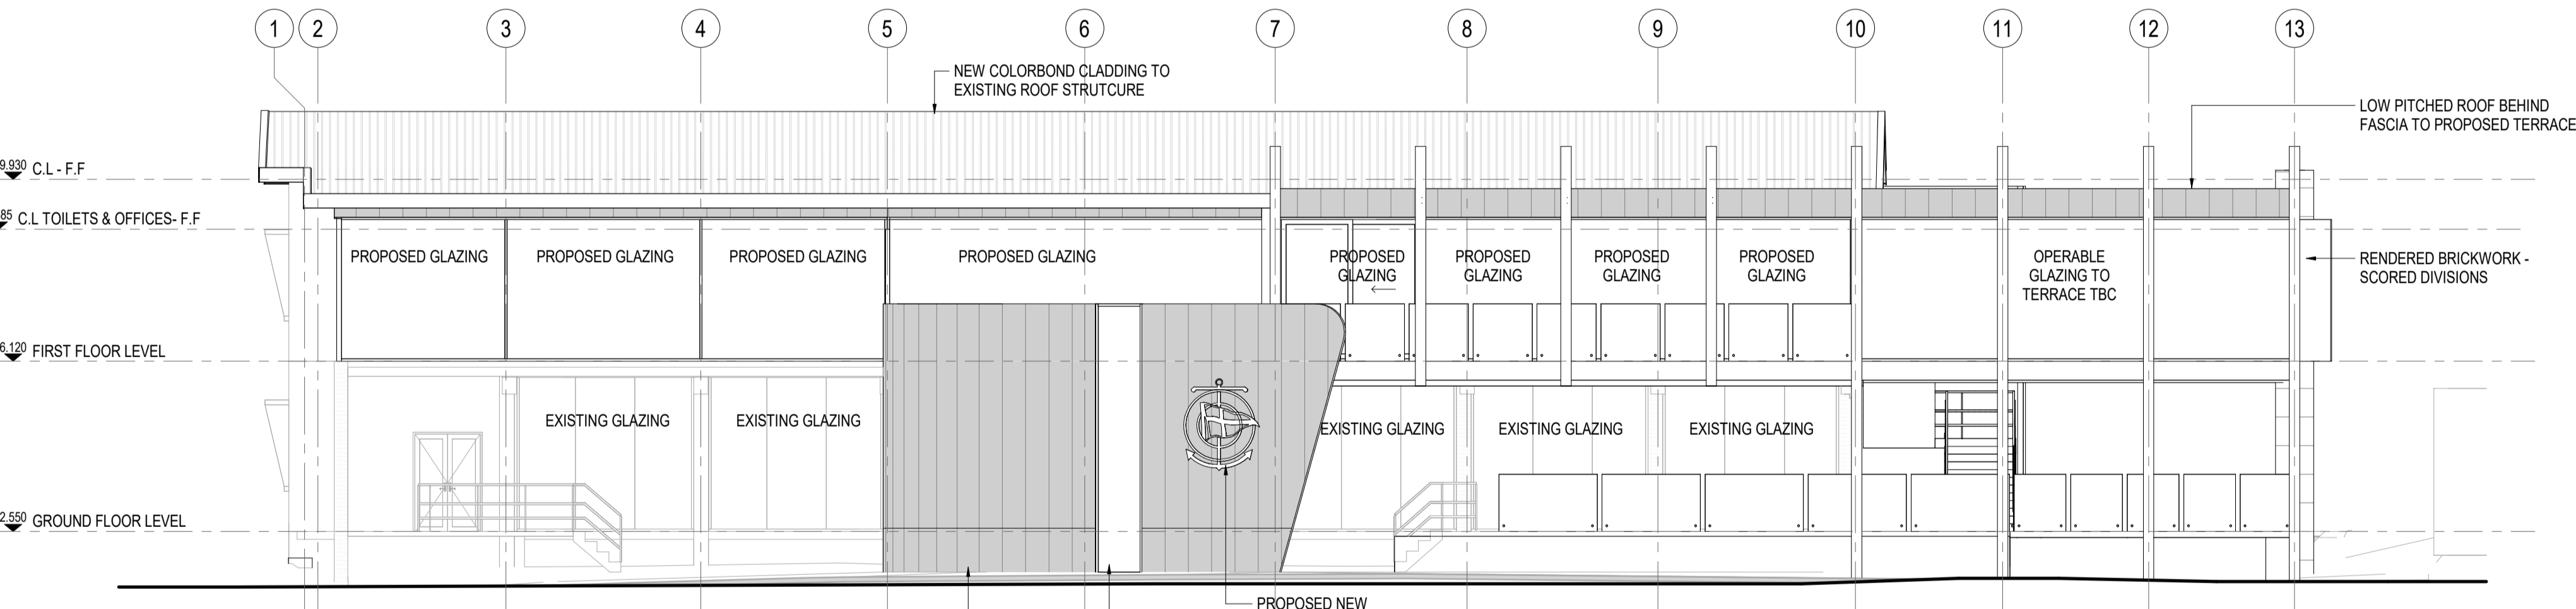 1 2 3 4 5 6 7 8 9 10 11 12 13
NEW COLORBOND CLADDING TO
EXISTING ROOF STRUTCURE
LOW PITCHED ROOF BEHIND
FASCIA TO PROPOSED TERRACE
9.930 C.L - F.F
85 C.L TOILETS & OFFICES- F.F
PROPOSED GLAZING
PROPOSED GLAZING
PROPOSED GLAZING
PROPOSED GLAZING
PROPOSED
GLAZING
PROPOSED
GLAZING
PROPOSED
GLAZING
PROPOSED
GLAZING
OPERABLE
GLAZING TO
TERRACE TBC
RENDERED BRICKWORK -
SCORED DIVISIONS
6.120 FIRST FLOOR LEVEL
EXISTING GLAZING
EXISTING GLAZING
EXISTING GLAZING
EXISTING GLAZING
EXISTING GLAZING
2.550 GROUND FLOOR LEVEL
PROPOSED NEW